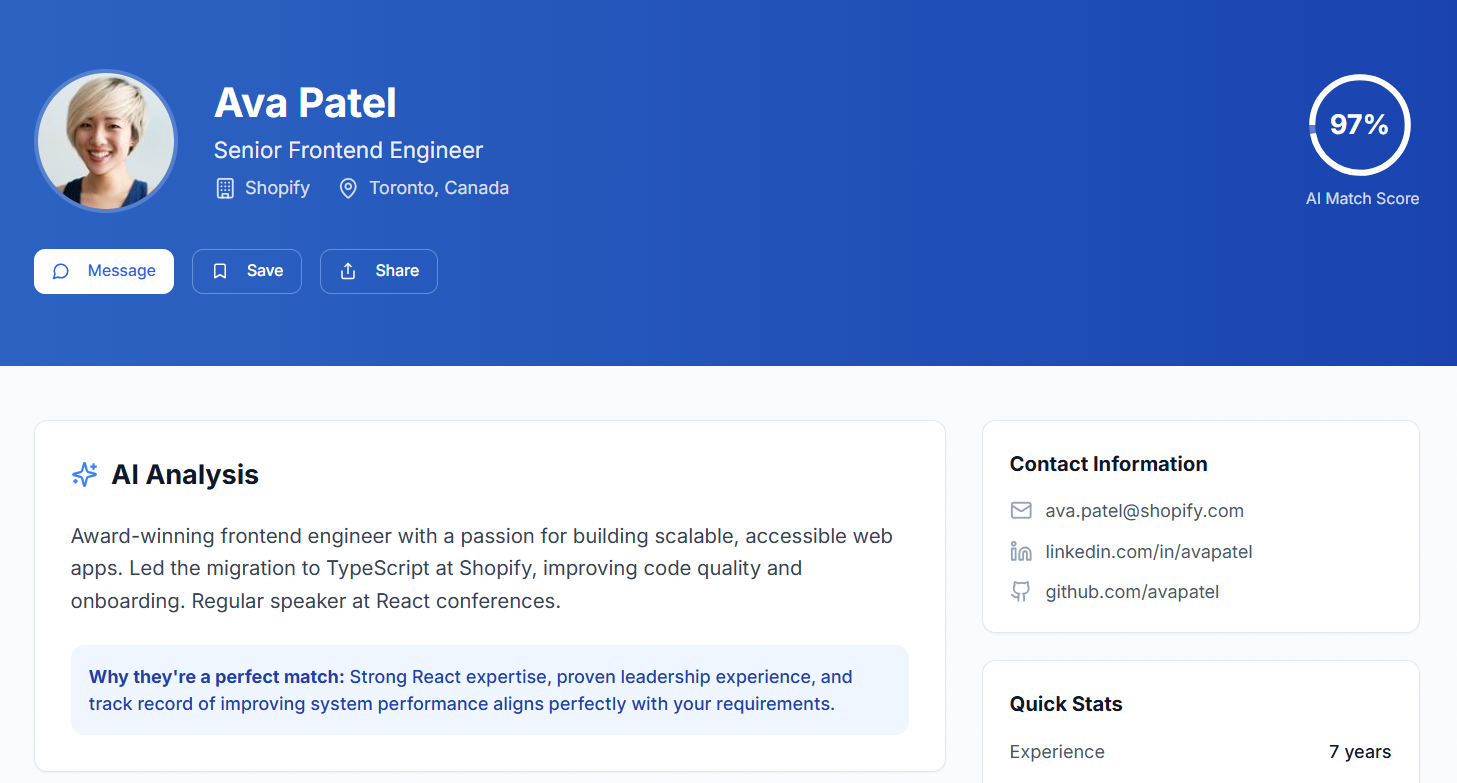 Ava Patel
Senior Frontend Engineer
Shopify Toronto, Canada
97%
AI Match Score
Message Save Share
AI Analysis
Award-winning frontend engineer with a passion for building scalable, accessible web
apps. Led the migration to TypeScript at Shopify, improving code quality and
onboarding. Regular speaker at React conferences.
Why they're a perfect match: Strong React expertise, proven leadership experience, and
track record of improving system performance aligns perfectly with your requirements.
Contact Information
ava.patel@shopify.com
linkedin.com/in/avapatel
github.com/avapatel
Quick Stats
Experience 7 years